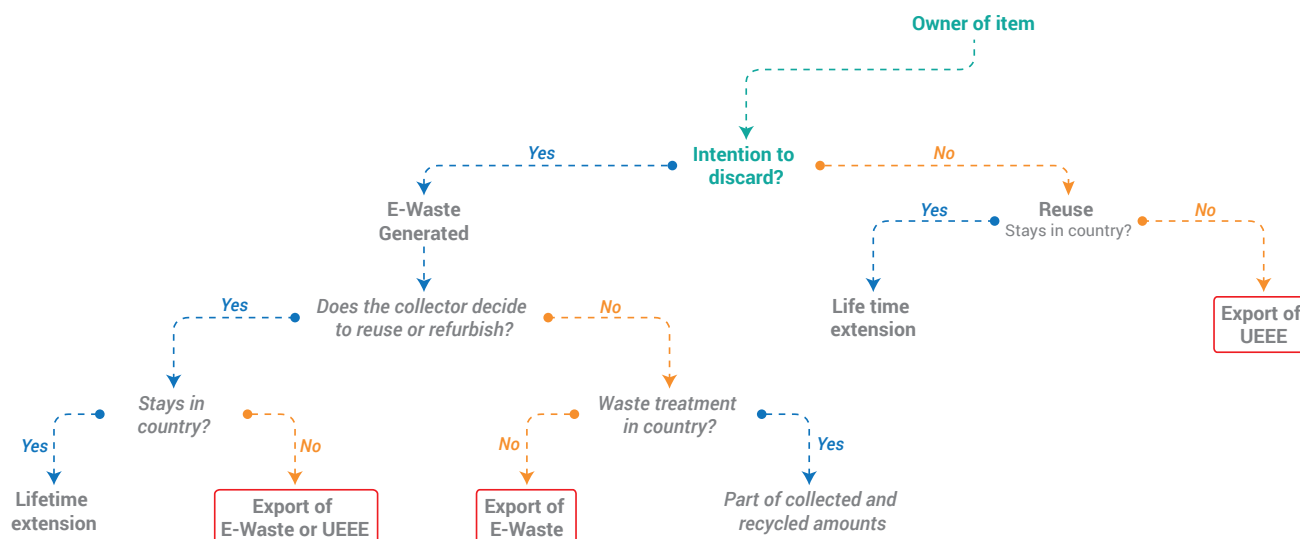 Owner of item
Yes
Intention to
discard?
No
E-Waste
Generated
Yes
Reuse
Stays in country?
No
Yes
Does the collector decide
to reuse or refurbish?
No
Life time
extension
Export of
UEEE
Stays in
country?
Waste treatment
in country?
Yes
No
No
Yes
Lifetime
extension
Export of
E-Waste or UEEE
Export of
E-Waste
Part of collected and
recycled amounts